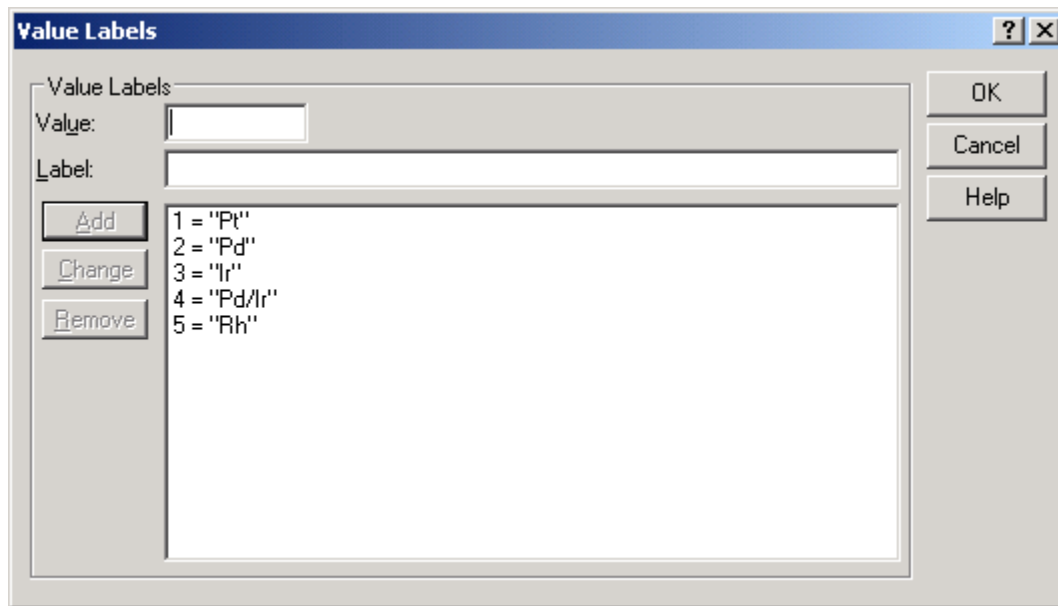 Value Labels
Value Labels
Value:
Label:
OK
Cancel
Help
Add
Change
Remove
1 = "Pt"
2 = "Pd"
3 = "Ir"
4 = "Pd/Ir"
5 = "Rh"